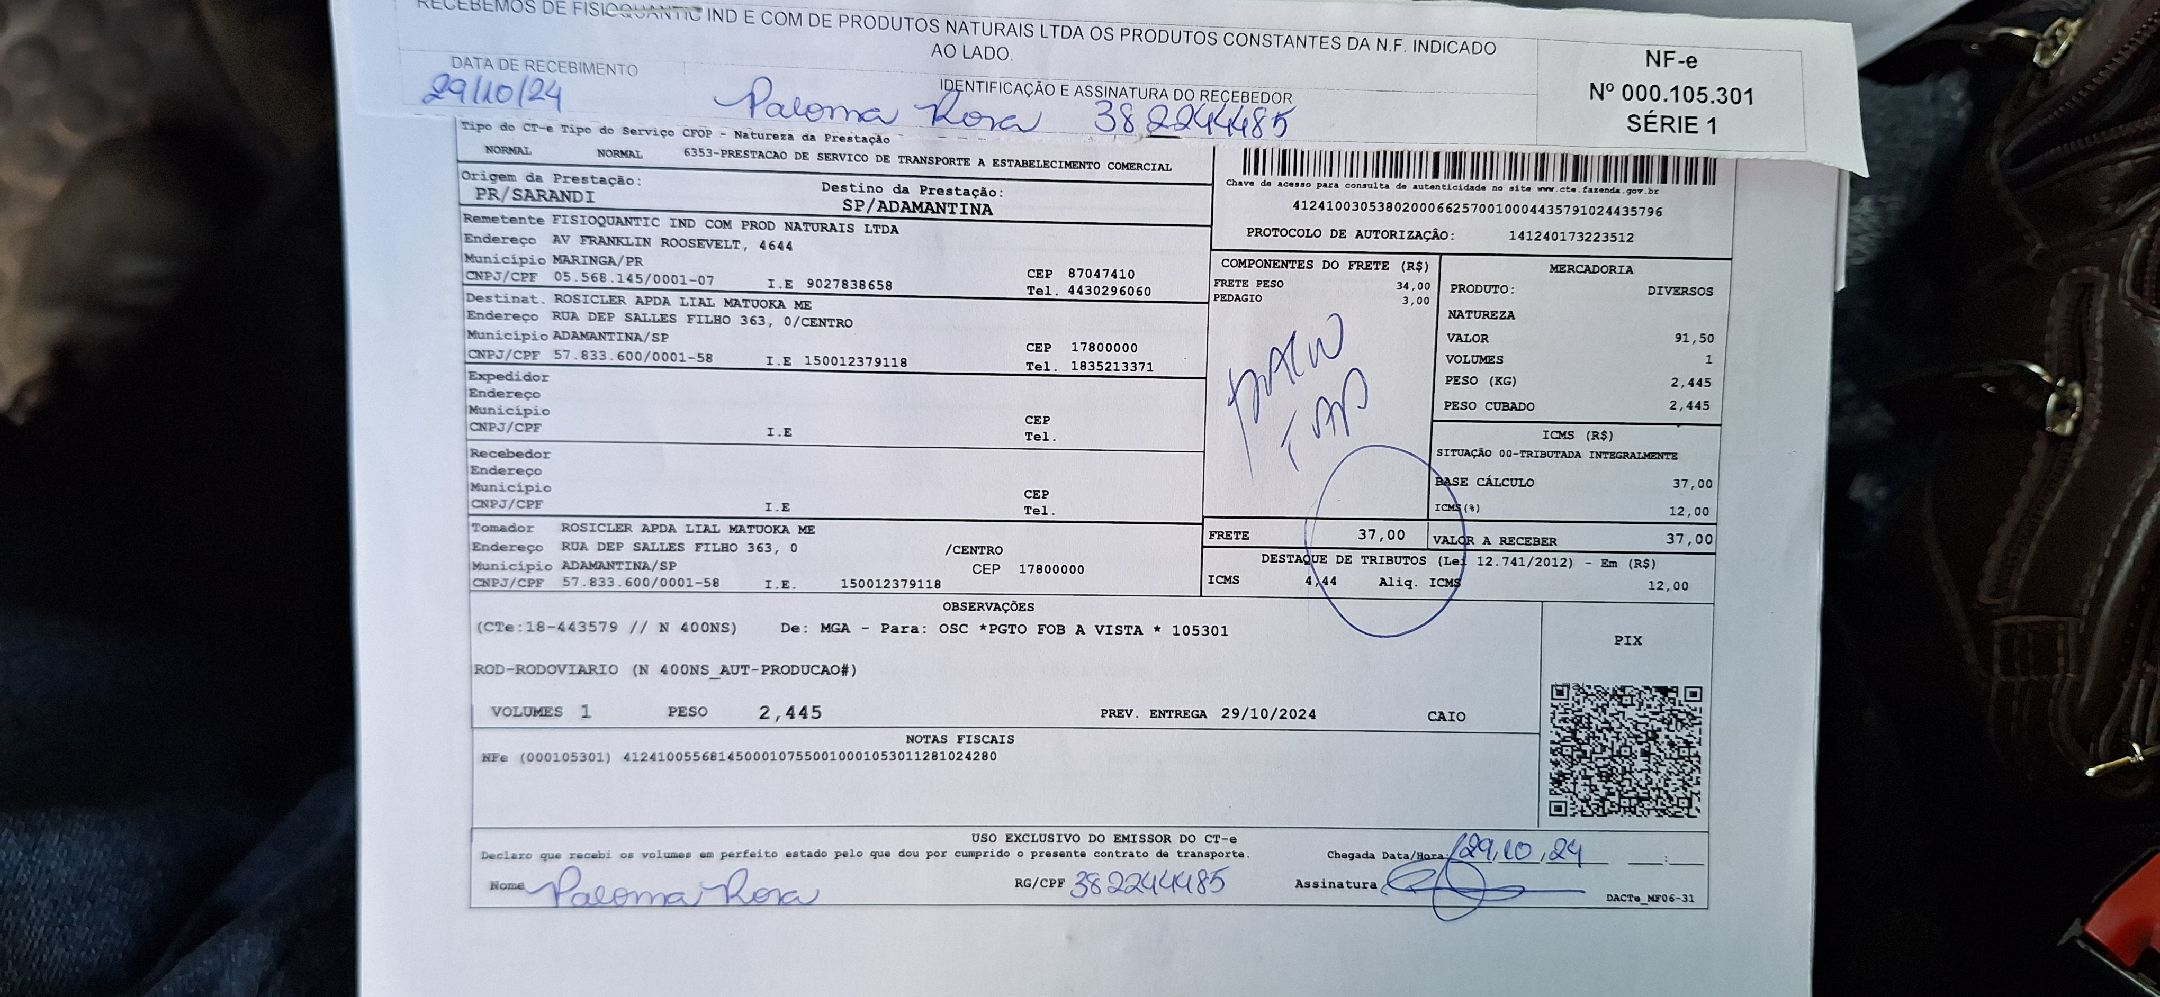 RECEBEMOS DE FISIOQUANTIC IND E COM DE PRODUTOS NATURAIS LTDA OS PRODUTOS CONSTANTES DA N.F. INDICADO
AO LADO.
DATA DE RECEBIMENTO
29/10/24
IDENTIFICAÇÃO E ASSINATURA DO RECEBEDOR
Paloma Rosa 382244485
NF-e
Nº 000.105.301
SÉRIE 1
Tipo do CT-e Tipo do Serviço CFOP - Natureza da Prestação
NORMAL NORMAL 6353-PRESTACAO DE SERVICO DE TRANSPORTE A ESTABELECIMENTO COMERCIAL
Origem da Prestação: Destino da Prestação:
PR/SARANDI SP/ADAMANTINA
Chave de acesso para consulta de autenticidade no site www.cte.fazenda.gov.br
41241003053802000662570010004435791024435796
PROTOCOLO DE AUTORIZAÇÃO: 141240173223512
Remetente FISIOQUANTIC IND COM PROD NATURAIS LTDA
Endereço AV FRANKLIN ROOSEVELT, 4644
Município MARINGA/PR CEP 87047410
CNPJ/CPF 05.568.145/0001-07 I.E 9027838658 Tel. 4430296060
Destinat. ROSICLER APDA LIAL MATUOKA ME
Endereço RUA DEP SALLES FILHO 363, 0/CENTRO
Município ADAMANTINA/SP CEP 17800000
CNPJ/CPF 57.833.600/0001-58 I.E 150012379118 Tel. 1835213371
Expedidor
Endereço
Município CEP
CNPJ/CPF I.E Tel.
Recebedor
Endereço
Município CEP
CNPJ/CPF I.E Tel.
Tomador ROSICLER APDA LIAL MATUOKA ME
Endereço RUA DEP SALLES FILHO 363, 0 /CENTRO
Município ADAMANTINA/SP CEP 17800000
CNPJ/CPF 57.833.600/0001-58 I.E. 150012379118
COMPONENTES DO FRETE (R$)
FRETE PESO 34,00
PEDAGIO 3,00
MERCADORIA
PRODUTO: DIVERSOS
NATUREZA
VALOR 91,50
VOLUMES 1
PESO (KG) 2,445
PESO CUBADO 2,445
ICMS (R$)
SITUAÇÃO 00-TRIBUTADA INTEGRALMENTE
BASE CÁLCULO 37,00
ICMS(%) 12,00
FRETE 37,00 VALOR A RECEBER 37,00
DESTAQUE DE TRIBUTOS (Lei 12.741/2012) - Em (R$)
ICMS 4,44 Aliq. ICMS 12,00
OBSERVAÇÕES
(CTe:18-443579 // N 400NS) De: MGA - Para: OSC *PGTO FOB A VISTA * 105301
ROD-RODOVIARIO (N 400NS_AUT-PRODUCAO#)
VOLUMES 1 PESO 2,445 PREV. ENTREGA 29/10/2024 CAIO
PIX
NOTAS FISCAIS
NFe (000105301) 41241005568145000107550010001053011281024280
USO EXCLUSIVO DO EMISSOR DO CT-e
Declaro que recebi os volumes em perfeito estado pelo que dou por cumprido o presente contrato de transporte. Chegada Data/Hora: 29,10,24 __:__
Nome Paloma Rosa RG/CPF 382244485 Assinatura
DACTe_MF06-31